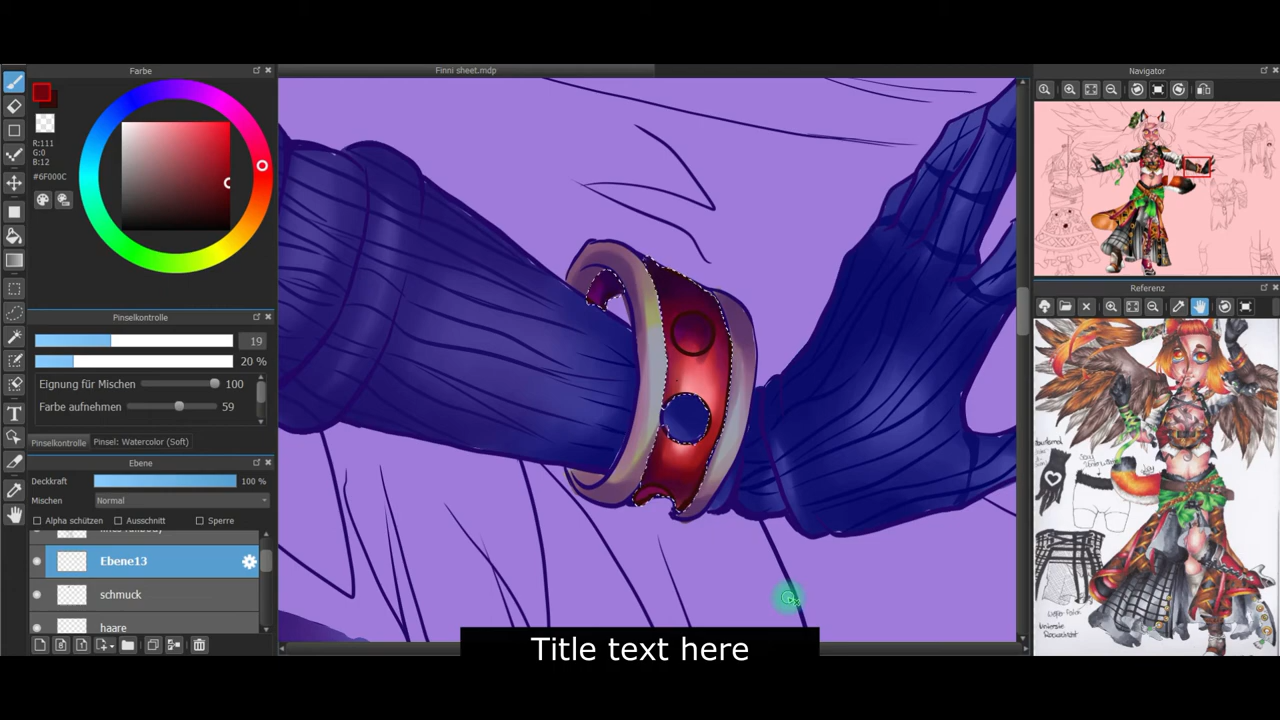 Farbe
Finni sheet.mdp
Navigator
R:111
G:0
B:12
#6F000C
Pinselkontrolle
19
20 %
Eignung für Mischen 100
Farbe aufnehmen 59
Pinselkontrolle Pinsel: Watercolor (Soft)
Ebene
Deckkraft 100 %
Mischen Normal
Alpha schützen Ausschnitt Sperre
Ebene13
schmuck
haare
Referenz
Title text here